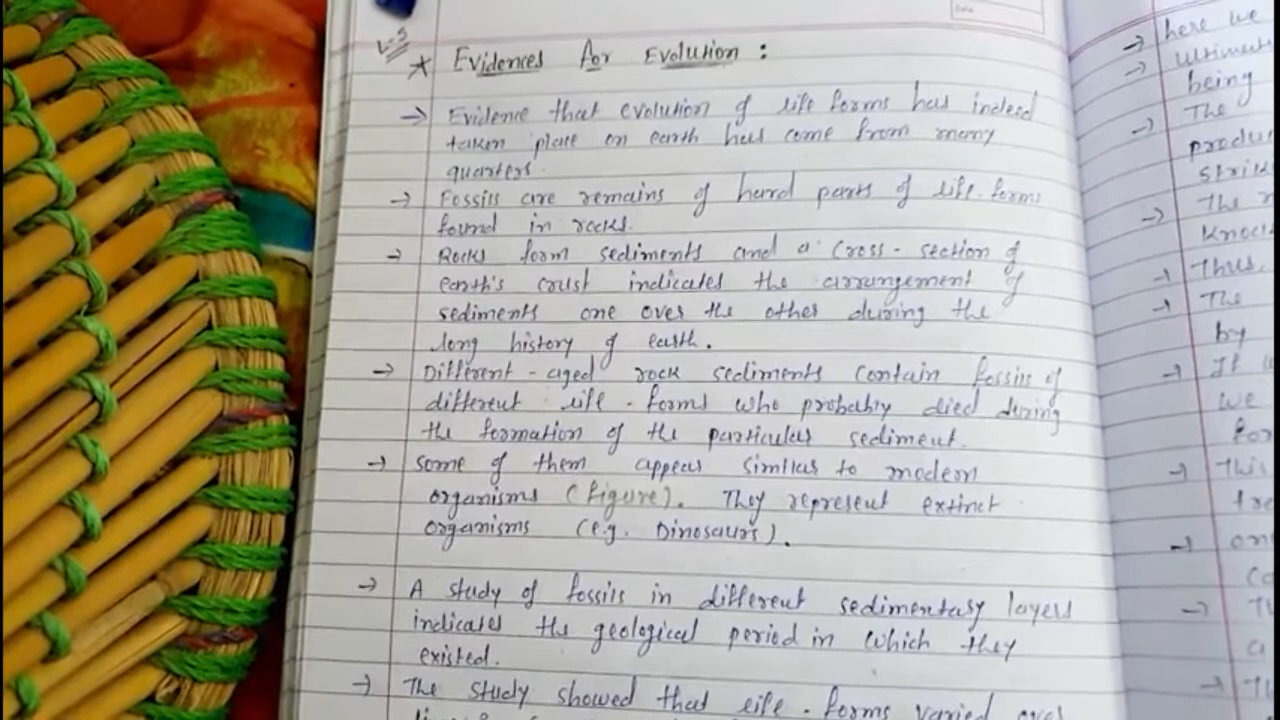 L-5
Date
* Evidences for Evolution :
→ Evidence that evolution of life forms has indeed
taken place on earth has come from many
quarters.
→ Fossils are remains of hard parts of life-forms
found in rocks.
→ Rocks form sediments and a cross-section of
earth's crust indicates the arrangement of
sediments one over the other during the
long history of earth.
→ Different-aged rock sediments contain fossils of
different life-forms who probably died during
the formation of the particular sediment.
→ Some of them appear similar to modern
organisms (figure). They represent extinct
organisms (e.g. Dinosaurs).
→ A study of fossils in different sedimentary layers
indicates the geological period in which they
existed.
→ The study showed that life-forms varied over
→ here we
→
being
→ The
→ The
→ Thus,
→ The
by
→ If
we
for
→ This
→ on
→
→